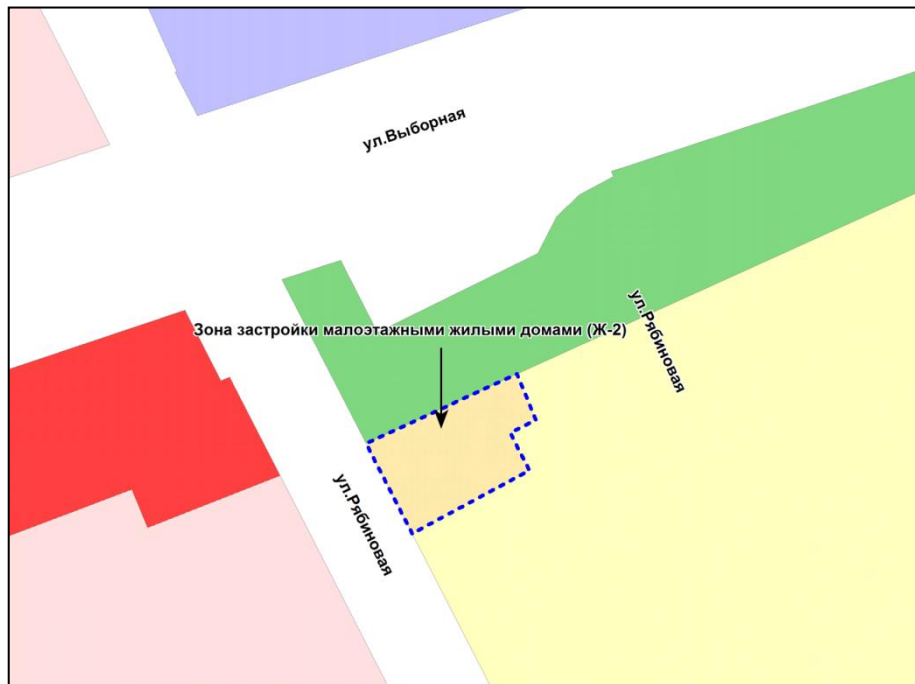 ул.Выборная
Зона застройки малоэтажными жилыми домами (Ж-2)
ул.Рябиновая
ул.Рябиновая